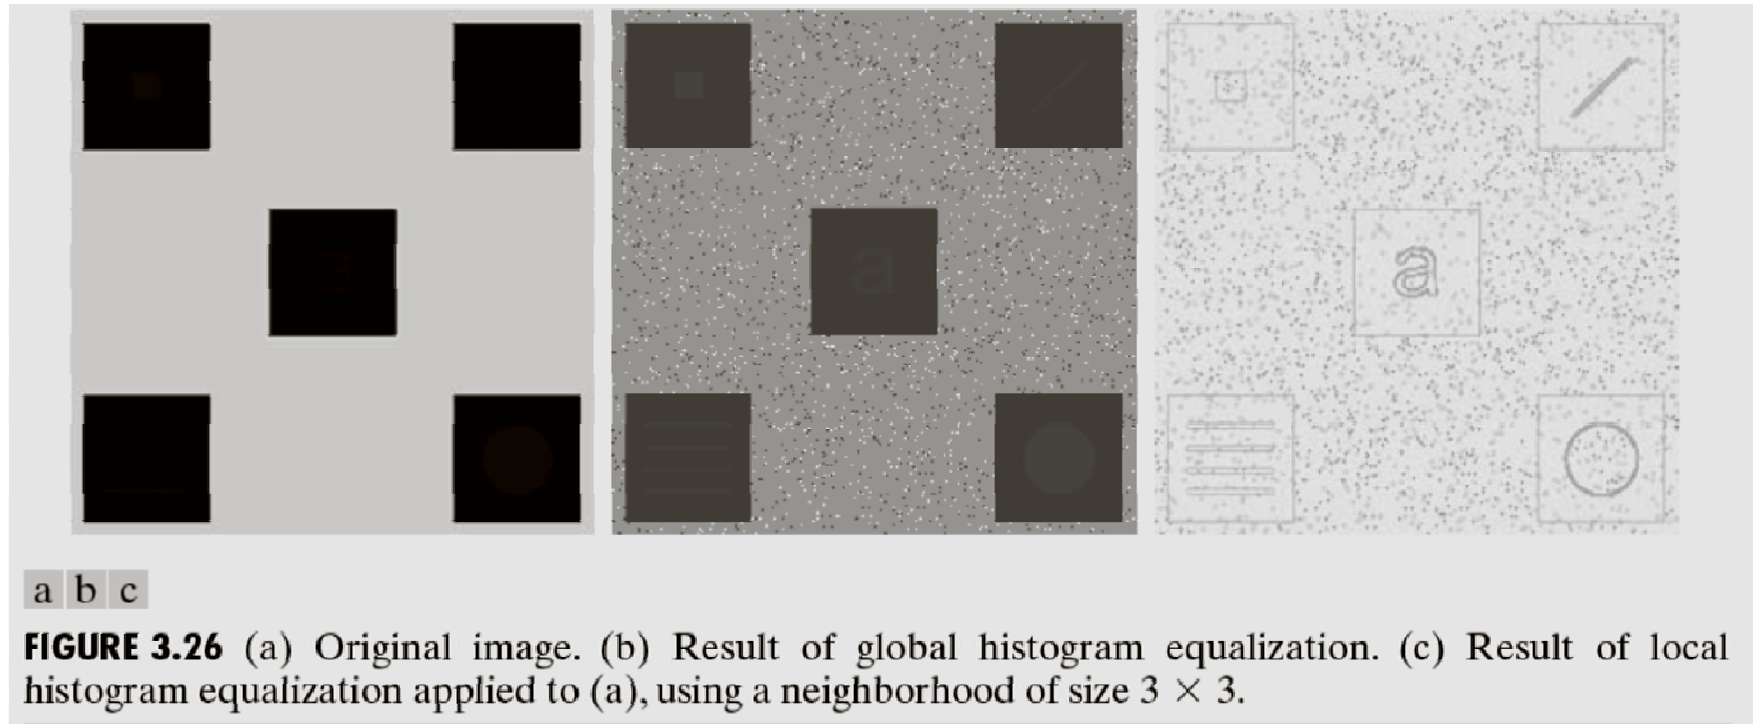 a
a
a b c
FIGURE 3.26 (a) Original image. (b) Result of global histogram equalization. (c) Result of local
histogram equalization applied to (a), using a neighborhood of size 3 × 3.